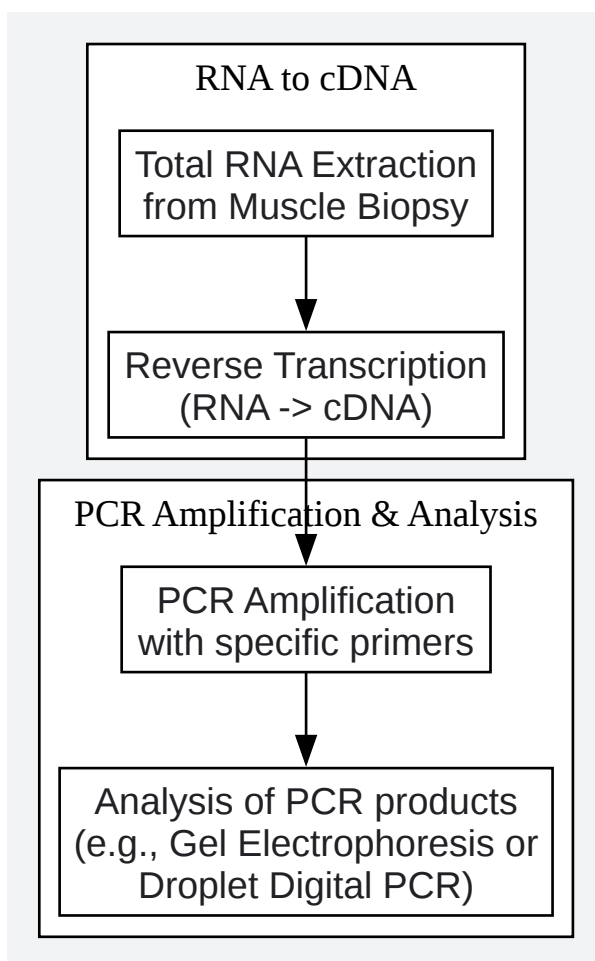 RNA to cDNA
Total RNA Extraction
from Muscle Biopsy
Reverse Transcription
(RNA -> cDNA)
PCR Amplification & Analysis
PCR Amplification
with specific primers
Analysis of PCR products
(e.g., Gel Electrophoresis or
Droplet Digital PCR)